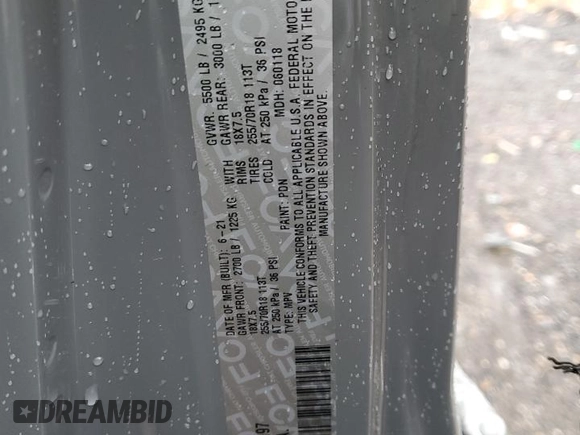 DATE OF MFR (BUILT): 6-21 GVWR: 5500 LB / 2495 KG
GAWR FRONT: 2700 LB / 1225 KG WITH GAWR REAR: 3000 LB /
18X7.5 RIMS 18X7.5
255/70R18 113T TIRES 255/70R18 113T
AT 250 kPa / 36 PSI COLD AT 250 kPa / 36 PSI
TYPE: MPV PAINT: PDN MDH: 060118
THIS VEHICLE CONFORMS TO ALL APPLICABLE U.S.A. FEDERAL MOTOR
SAFETY AND THEFT PREVENTION STANDARDS IN EFFECT ON THE
MANUFACTURE SHOWN ABOVE.
97
DREAMBID